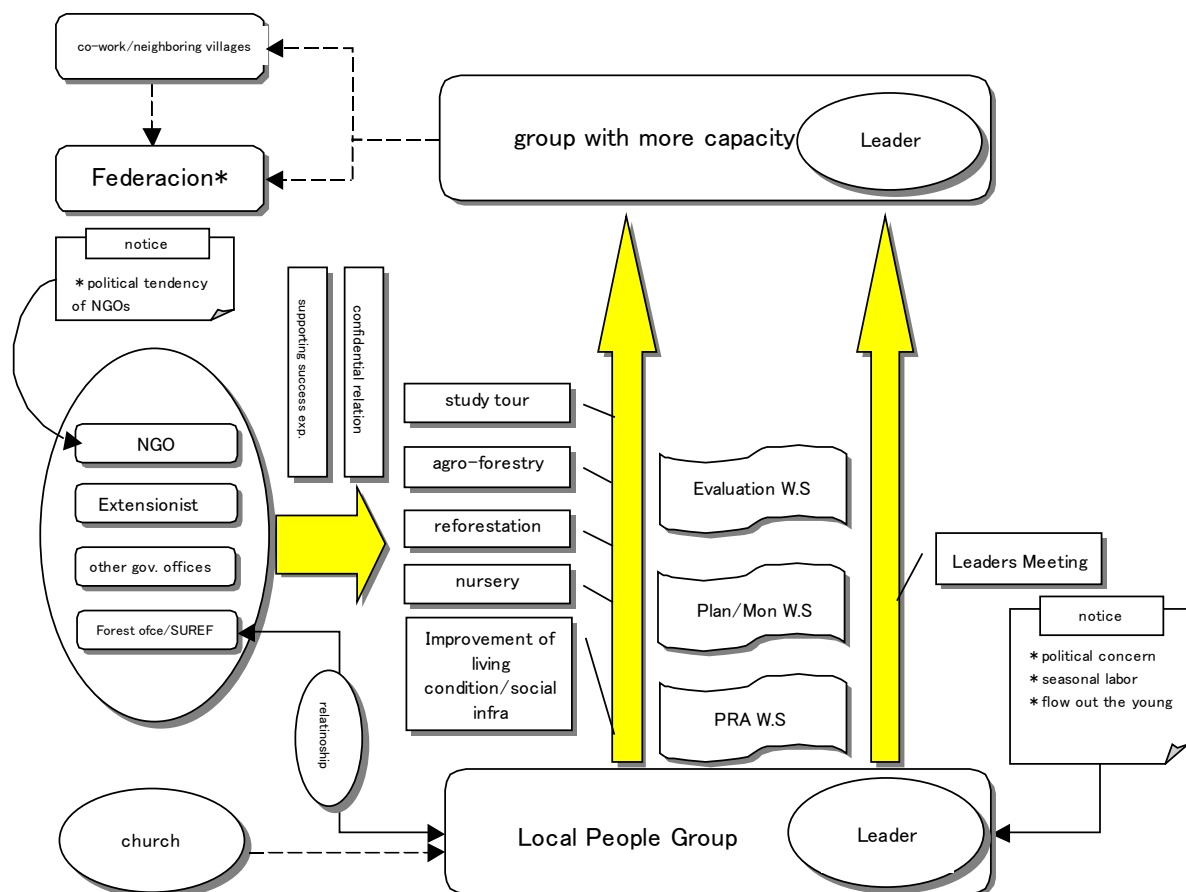 co-work/neighboring villages
group with more capacity
Leader
Federacion*
notice
*political tendency
of NGOs
supporting success exp.
confidential relation
study tour
NGO
agro-forestry
Evaluation W.S
Extensionist
reforestation
other gov. offices
nursery
Leaders Meeting
Plan/Mon W.S
notice
Forest ofce/SUREF
Improvement of
living
condition/social
infra
*political concern
*seasonal labor
*flow out the young
relatinoship
PRA W.S
church
Local People Group
Leader